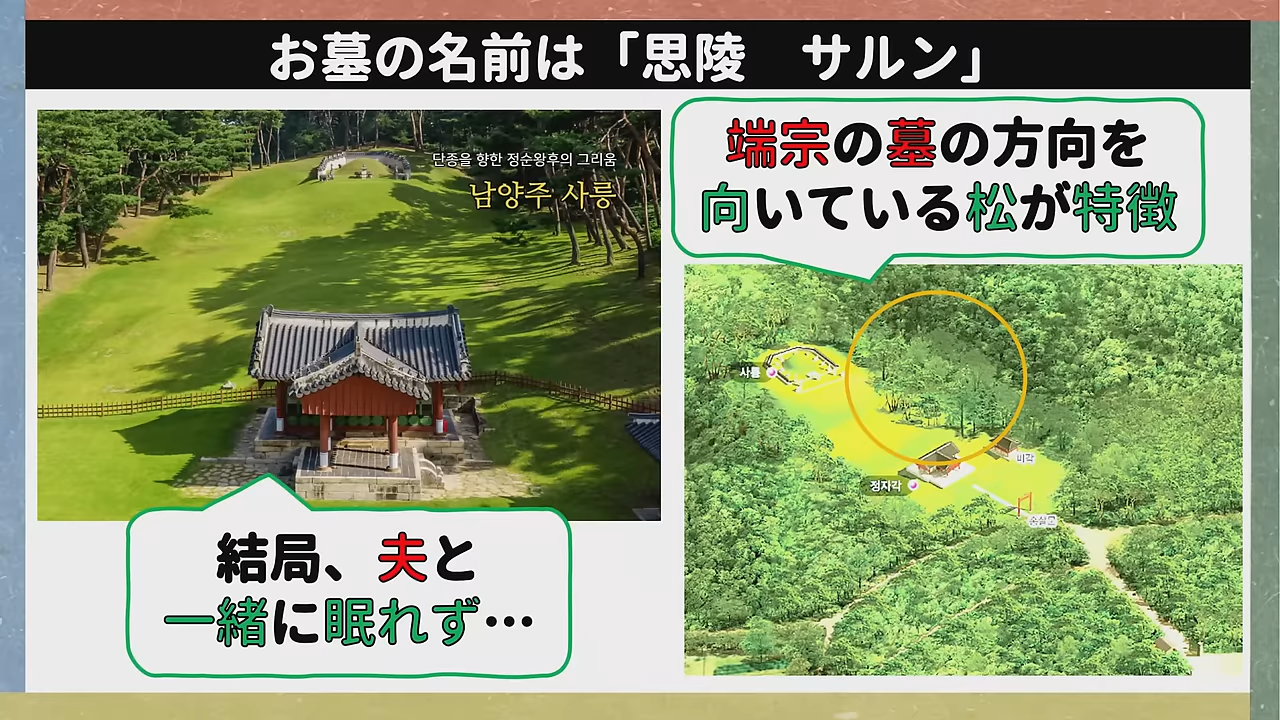 お墓の名前は「思陵　サルン」
단종을 향한 정순왕후의 그리움
남양주 사릉
端宗の墓の方向を
向いている松が特徴
사릉
정자각
비각
홍살문
結局、夫と
一緒に眠れず…